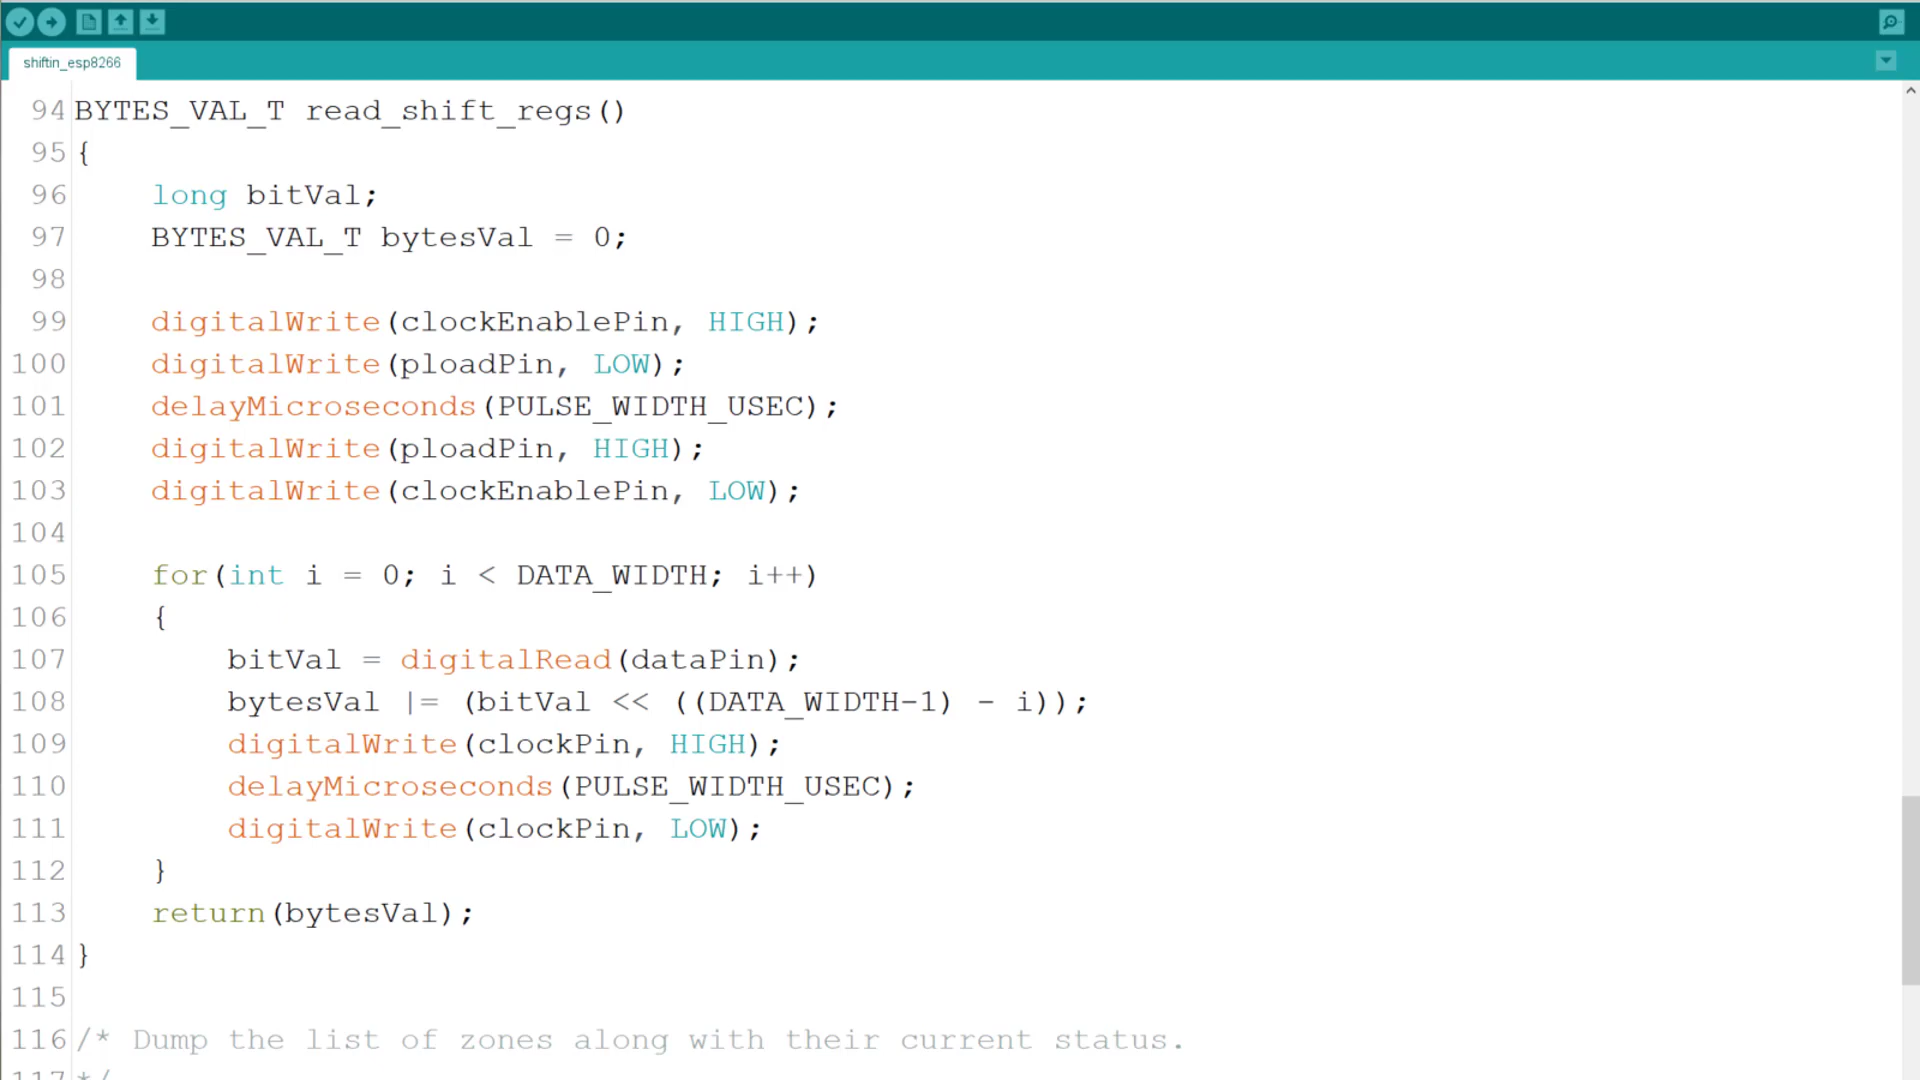 shiftin_esp8266
94 BYTES_VAL_T read_shift_regs()
95 {
96 long bitVal;
97 BYTES_VAL_T bytesVal = 0;
98
99 digitalWrite(clockEnablePin, HIGH);
100 digitalWrite(ploadPin, LOW);
101 delayMicroseconds(PULSE_WIDTH_USEC);
102 digitalWrite(ploadPin, HIGH);
103 digitalWrite(clockEnablePin, LOW);
104
105 for(int i = 0; i < DATA_WIDTH; i++)
106 {
107 bitVal = digitalRead(dataPin);
108 bytesVal |= (bitVal << ((DATA_WIDTH-1) - i));
109 digitalWrite(clockPin, HIGH);
110 delayMicroseconds(PULSE_WIDTH_USEC);
111 digitalWrite(clockPin, LOW);
112 }
113 return(bytesVal);
114 }
115
116 /* Dump the list of zones along with their current status.
117 */